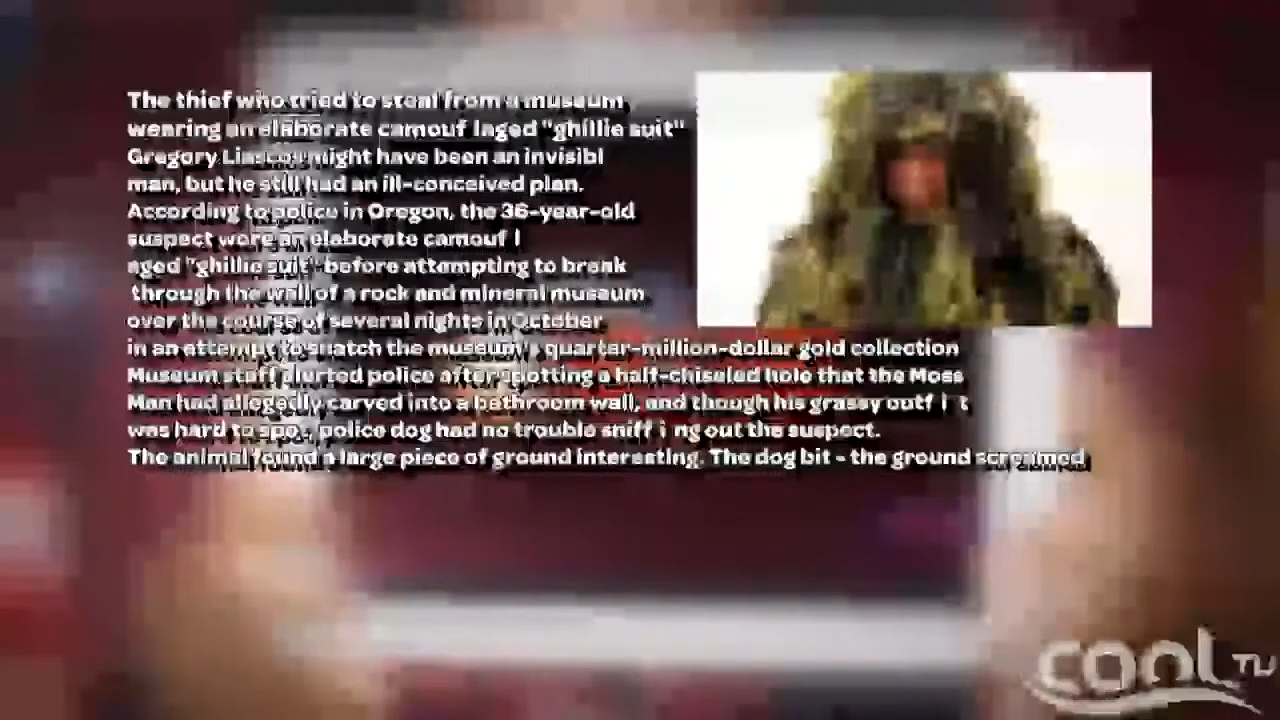 The thief who tried to steal from a museum
wearing an elaborate camouf laged "ghillie suit"
Gregory Liascos might have been an invisibl
man, but he still had an ill-conceived plan.
According to police in Oregon, the 36-year-old
suspect wore an elaborate camouf l
aged "ghillie suit" before attempting to break
through the wall of a rock and mineral museum
over the course of several nights in October
in an attempt to snatch the museum's quarter-million-dollar gold collection
Museum staff alerted police after spotting a half-chiseled hole that the Moss
Man had allegedly carved into a bathroom wall, and though his grassy outf i t
was hard to spot, police dog had no trouble sniff i ng out the suspect.
The animal found a large piece of ground interesting. The dog bit - the ground screamed
cool TV